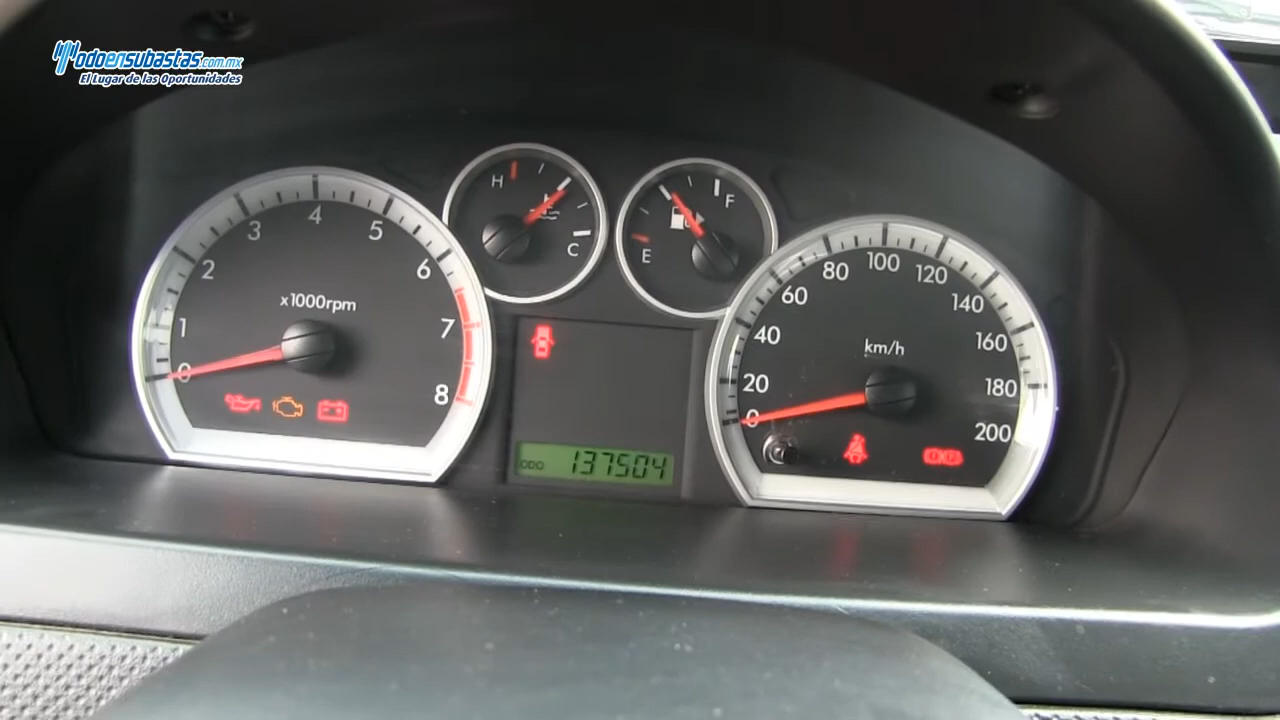 Todoensubastas.com.mx
El Lugar de las Oportunidades
H
C
F
E
0
1
2
3
4
5
6
7
8
x1000rpm
0
20
40
60
80
100
120
140
160
180
200
km/h
ODO 137504